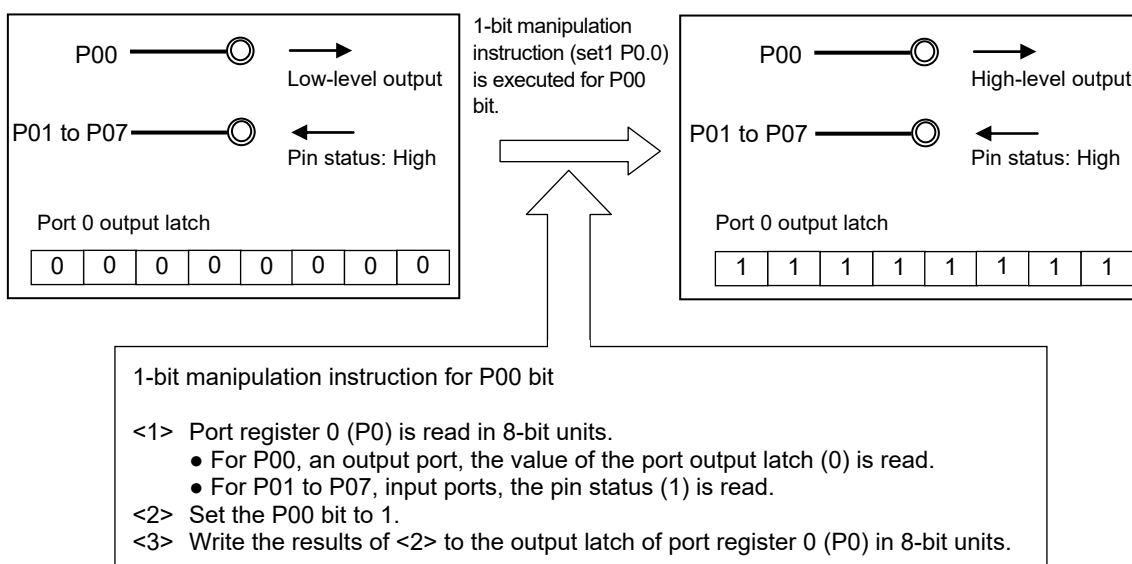 P00
Low-level output
P01 to P07
Pin status: High
Port 0 output latch
0 0 0 0 0 0 0 0
1-bit manipulation
instruction (set1 P0.0)
is executed for P00
bit.
P00
High-level output
P01 to P07
Pin status: High
Port 0 output latch
1 1 1 1 1 1 1 1
1-bit manipulation instruction for P00 bit
<1> Port register 0 (P0) is read in 8-bit units.
● For P00, an output port, the value of the port output latch (0) is read.
● For P01 to P07, input ports, the pin status (1) is read.
<2> Set the P00 bit to 1.
<3> Write the results of <2> to the output latch of port register 0 (P0) in 8-bit units.